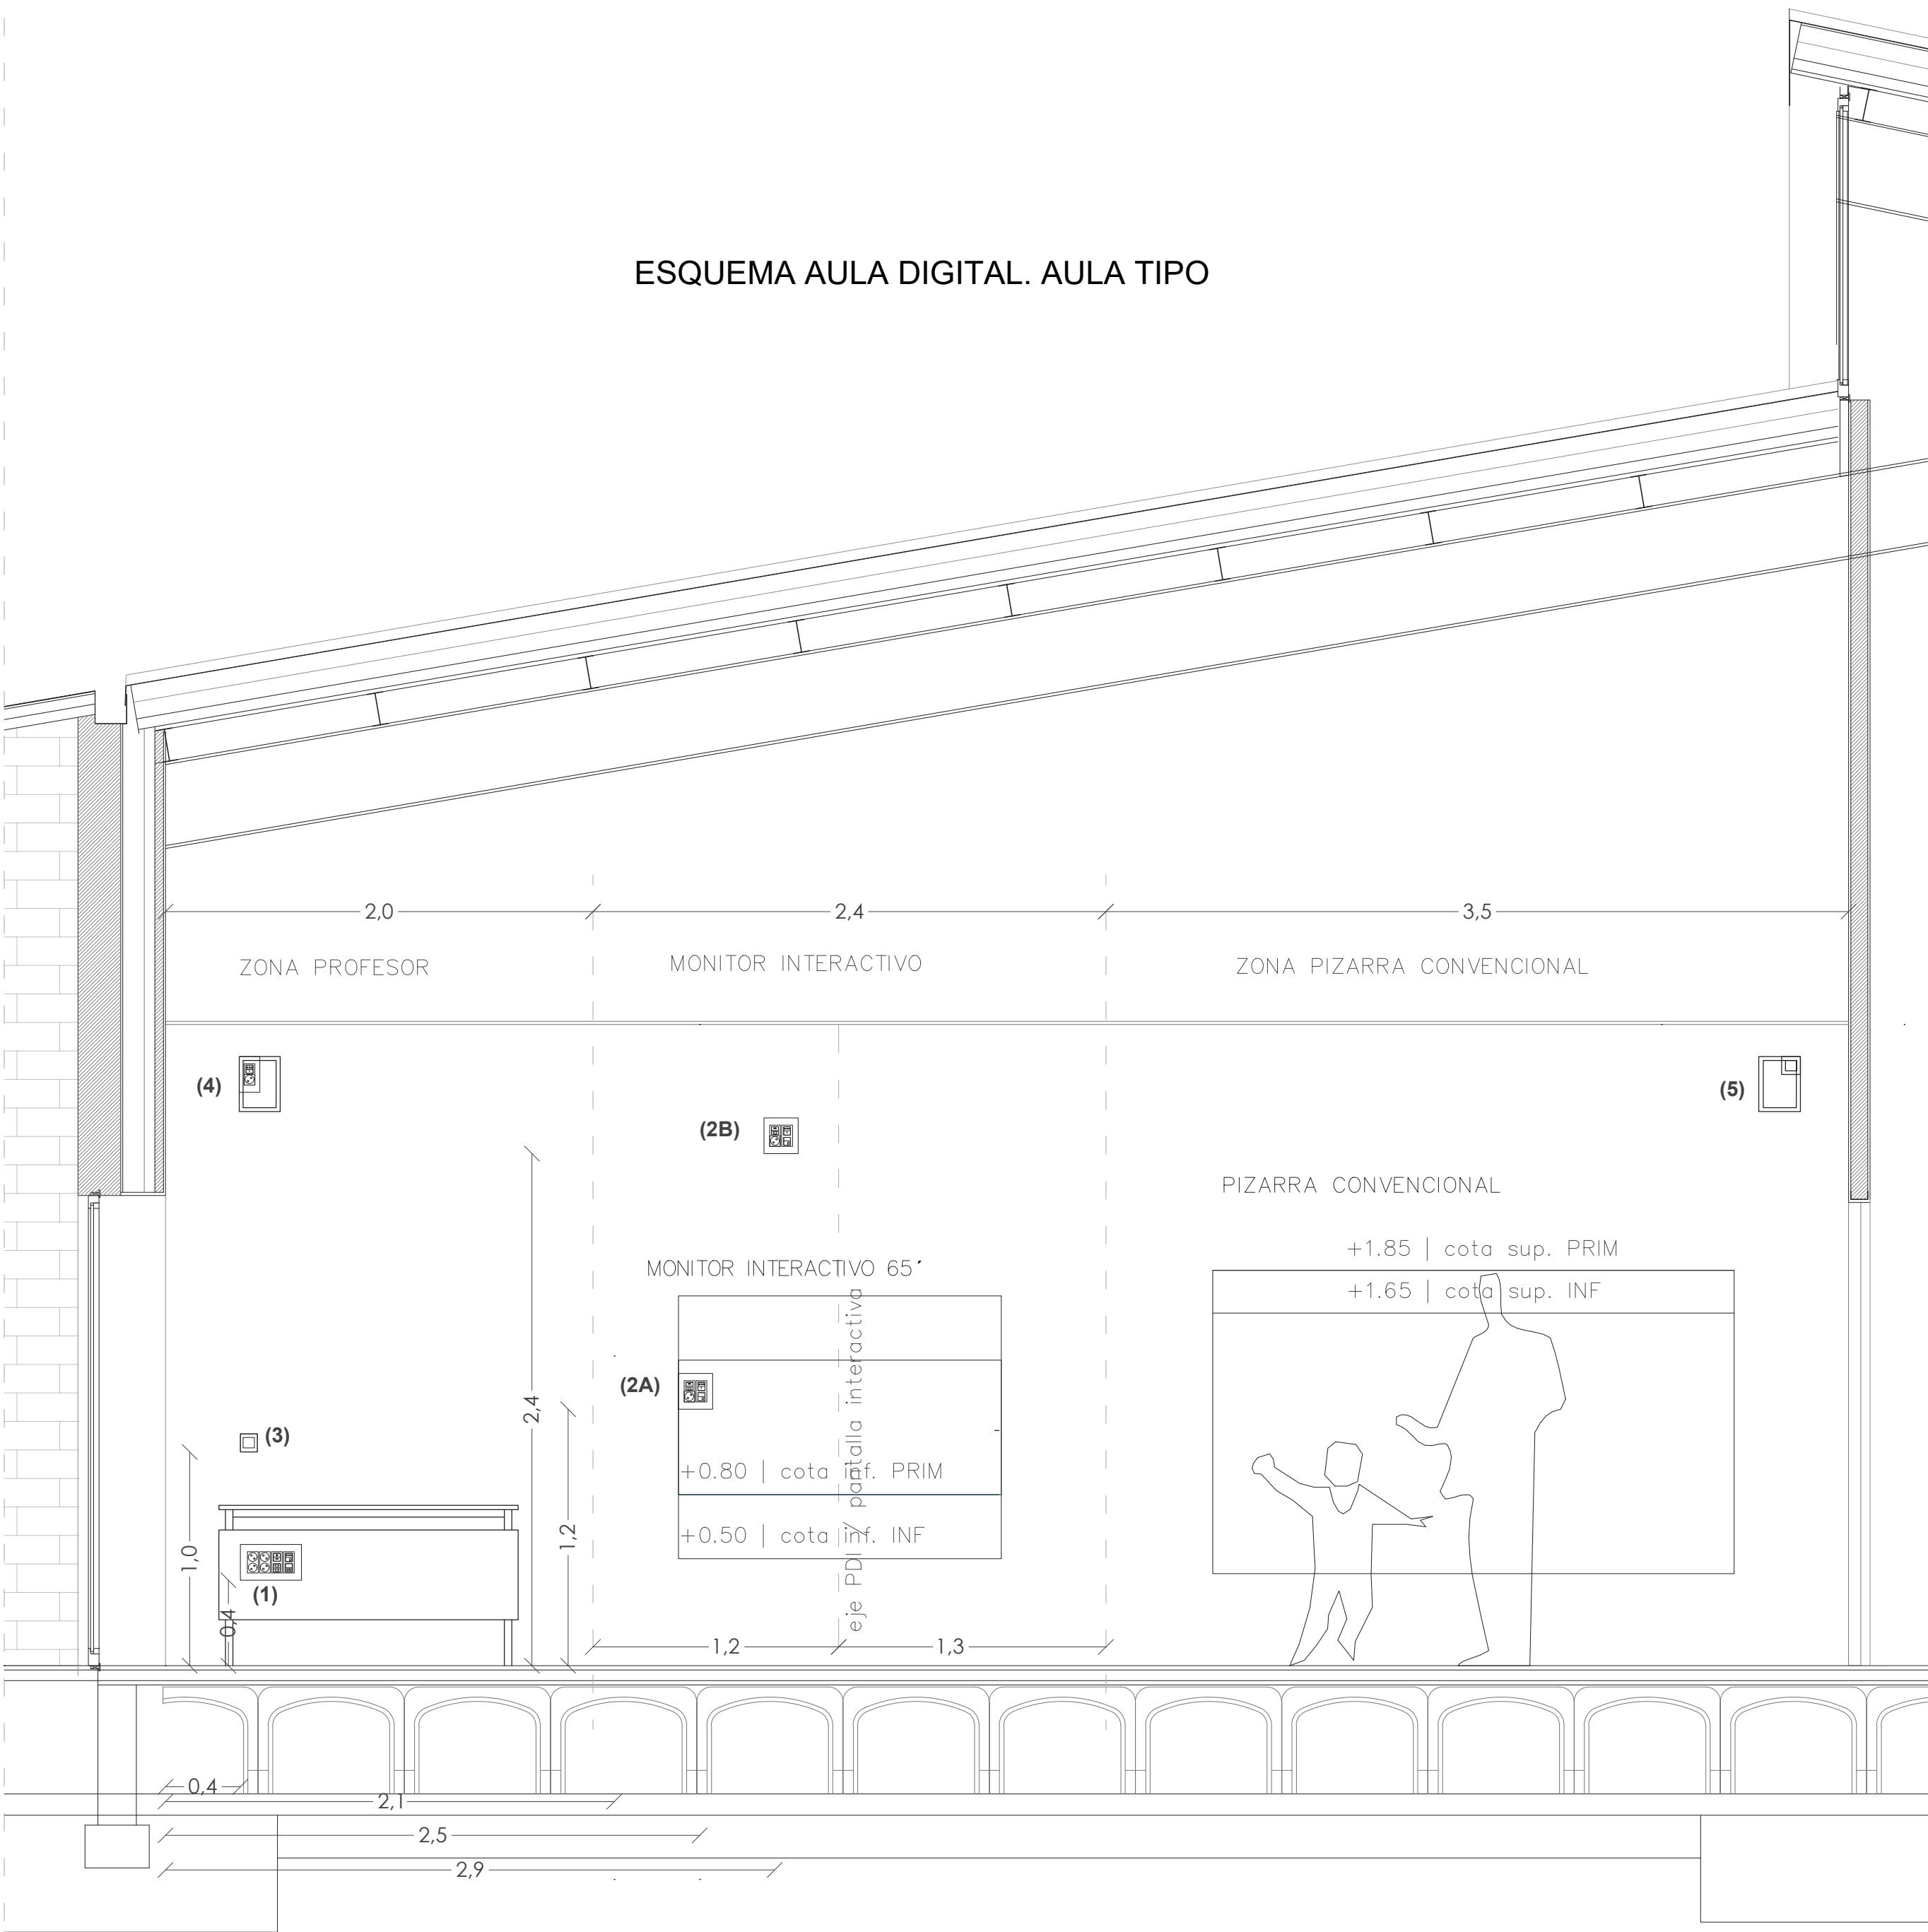 ESQUEMA AULA DIGITAL. AULA TIPO
2,0
2,4
3,5
ZONA PROFESOR
MONITOR INTERACTIVO
ZONA PIZARRA CONVENCIONAL
(4)
(5)
(2B)
PIZARRA CONVENCIONAL
+1.85 | cota sup. PRIM
MONITOR INTERACTIVO 65´
+1.65 | cota sup. INF
(2A)
2,4
(3)
+0.80 | cota inf. PRIM
+0.50 | cota inf. INF
eje PDI / pantalla interactiva
1,0
1,2
(1)
0,4
1,2
1,3
0,4
2,1
2,5
2,9